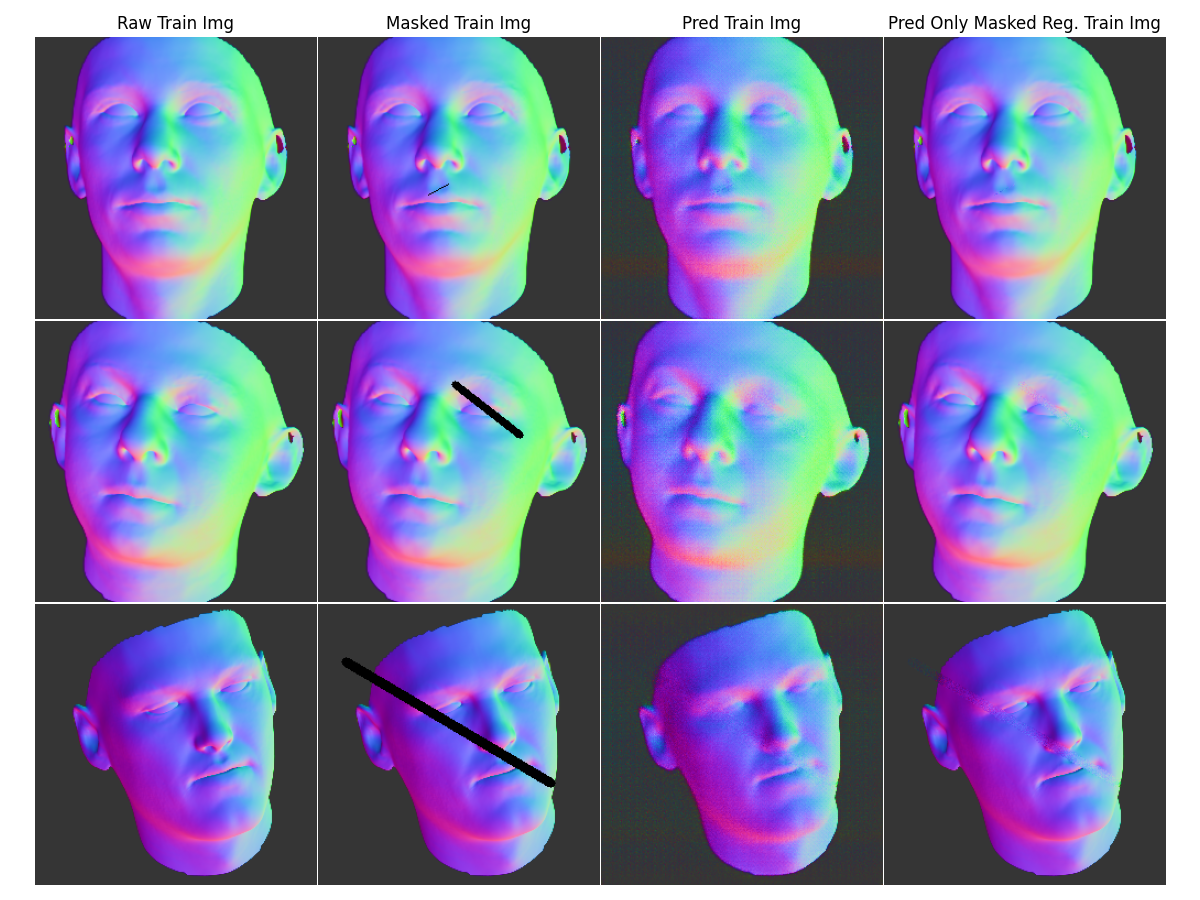 Raw Train Img
Masked Train Img
Pred Train Img
Pred Only Masked Reg. Train Img